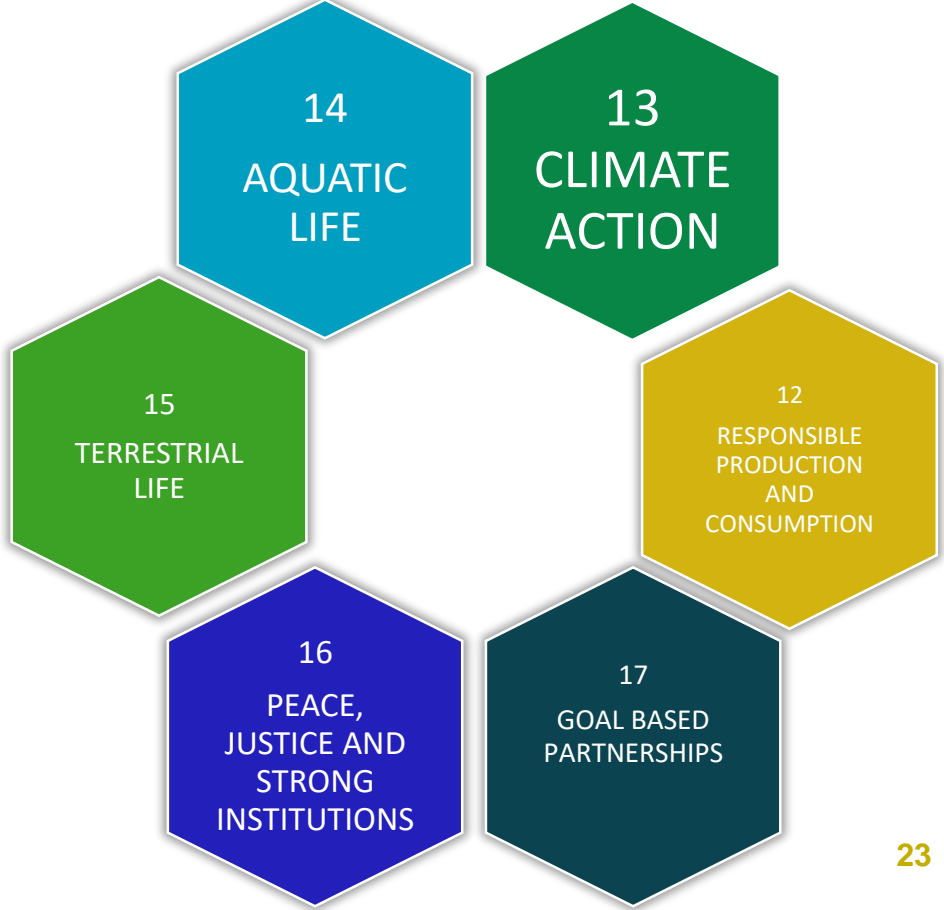 14
AQUATIC
LIFE
13
CLIMATE
ACTION
15
TERRESTRIAL
LIFE
12
RESPONSIBLE
PRODUCTION
AND
CONSUMPTION
16
PEACE,
JUSTICE AND
STRONG
INSTITUTIONS
17
GOAL BASED
PARTNERSHIPS
23